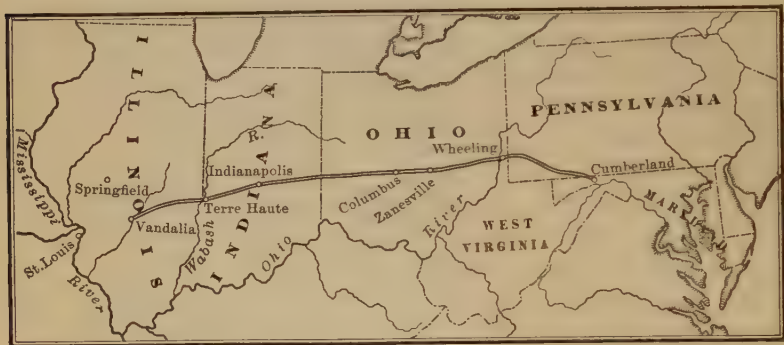 ILLINOIS
INDIANA
OHIO
PENNSYLVANIA
WEST
VIRGINIA
MARYLAND
Mississippi
River
Springfield
St.Louis
Vandalia
Terre Haute
Wabash
R.
Indianapolis
Ohio
River
Columbus
Zanesville
Wheeling
Cumberland